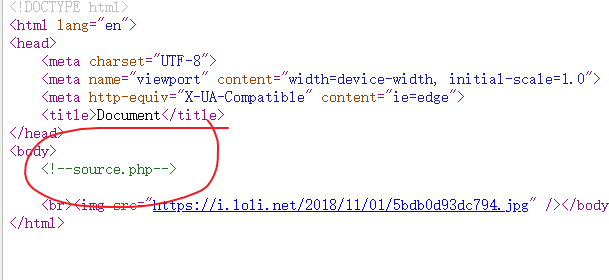 <!DOCTYPE html>
<html lang="en">
<head>
<meta charset="UTF-8">
<meta name="viewport" content="width=device-width, initial-scale=1.0">
<meta http-equiv="X-UA-Compatible" content="ie=edge">
<title>Document</title>
</head>
<body>
<!--source.php-->
<br><img src="https://i.loli.net/2018/11/01/5bdb0d93dc794.jpg" /></body
</html>